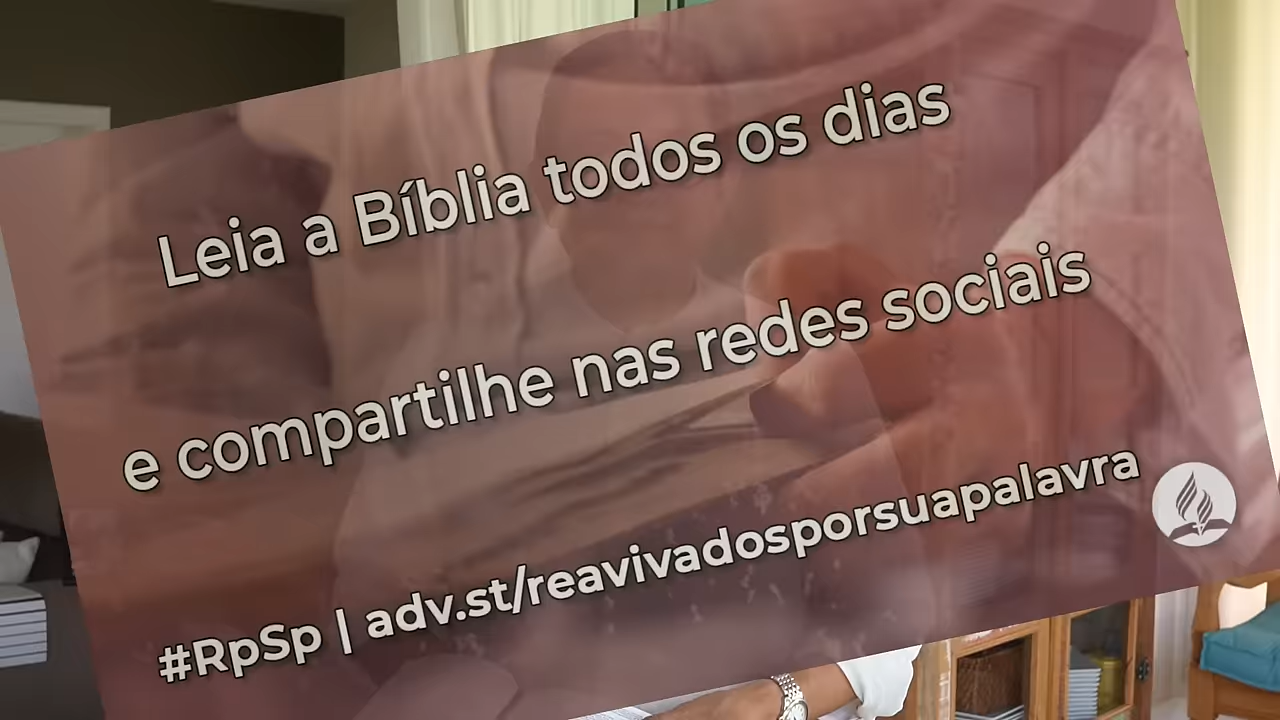 Leia a Bíblia todos os dias
e compartilhe nas redes sociais
#RpSp | adv.st/reavivadosporsuapalavra